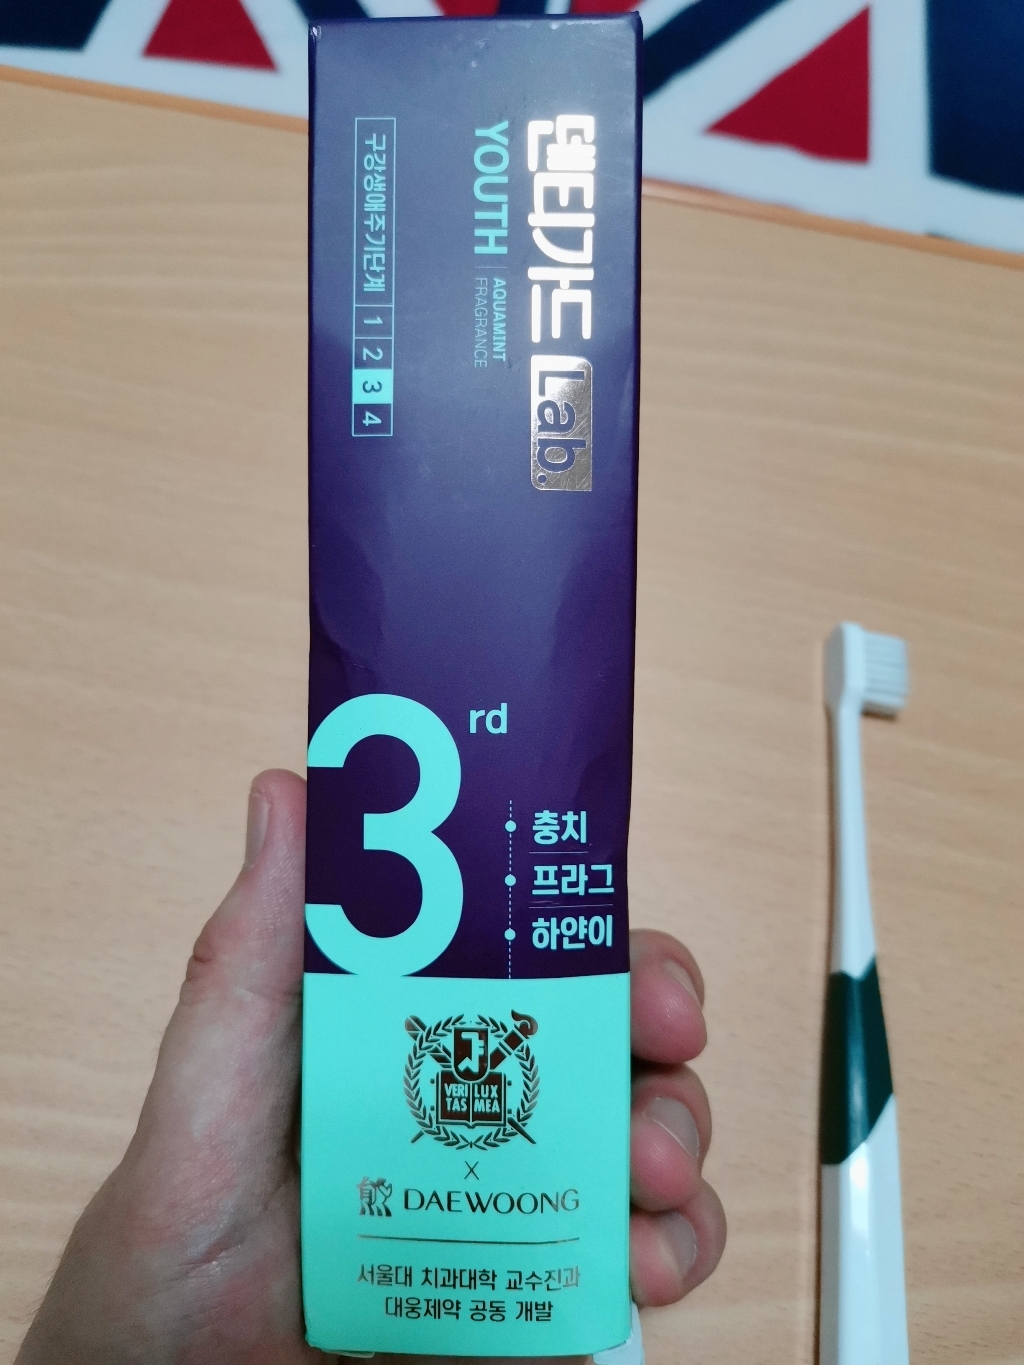 덴티가드 Lab.
YOUTH
AQUAMINT
FRAGRANCE
구강생애주기단계 1 2 3 4
3rd
충치
프라그
하얀이
VERI LUX
TAS MEA
X
熊 DAEWOONG
서울대 치과대학 교수진과
대웅제약 공동 개발